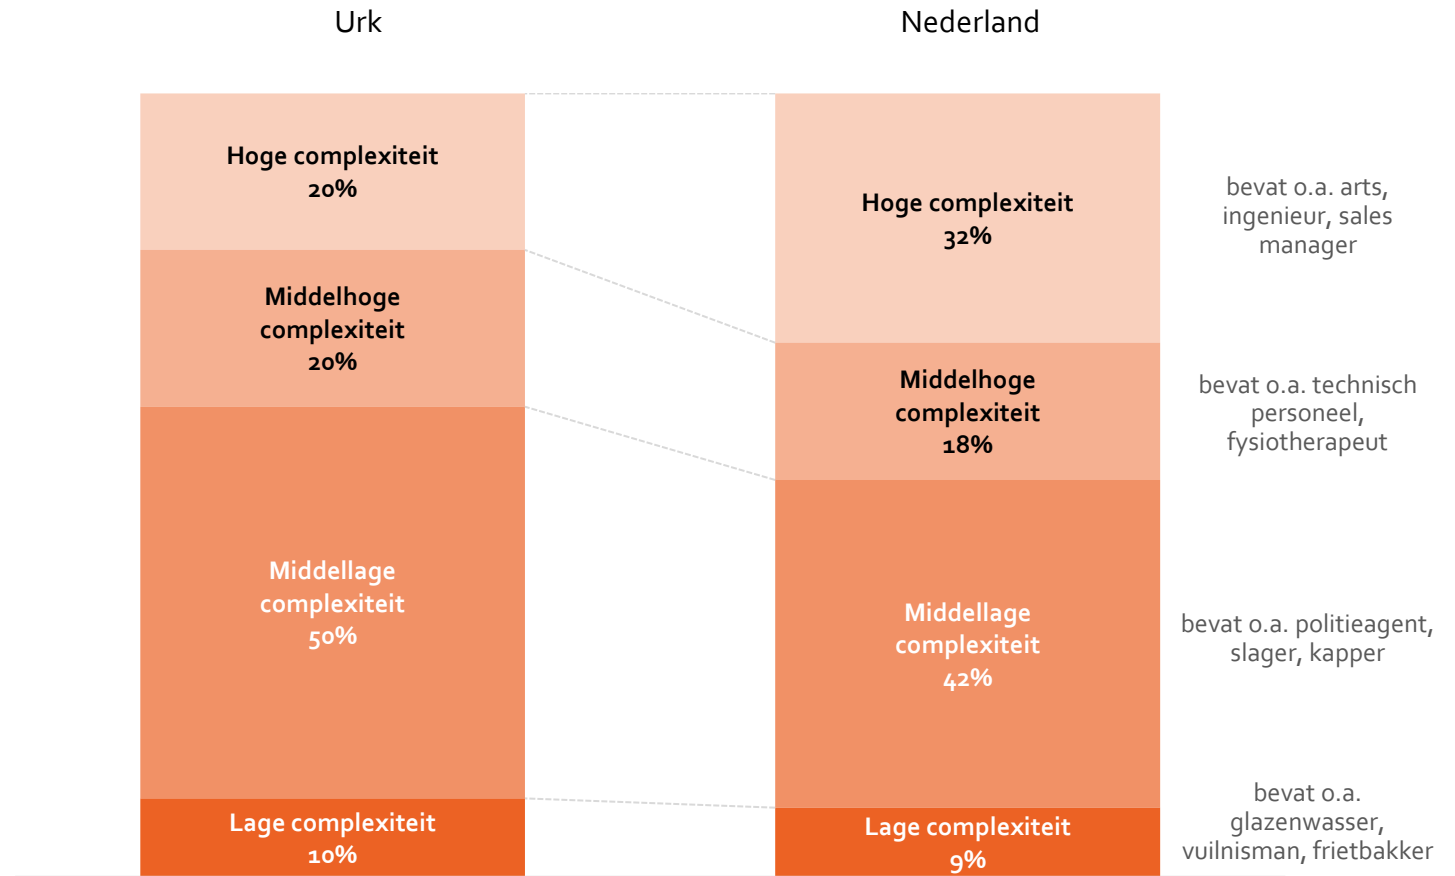 Urk
Nederland
Hoge complexiteit
20%
Middelhoge
complexiteit
20%
Middellage
complexiteit
50%
Lage complexiteit
10%
Hoge complexiteit
32%
Middelhoge
complexiteit
18%
Middellage
complexiteit
42%
Lage complexiteit
9%
bevat o.a. arts,
ingenieur, sales
manager
bevat o.a. technisch
personeel,
fysiotherapeut
bevat o.a. politieagent,
slager, kapper
bevat o.a.
glazenwasser,
vuilnisman, frietbakker